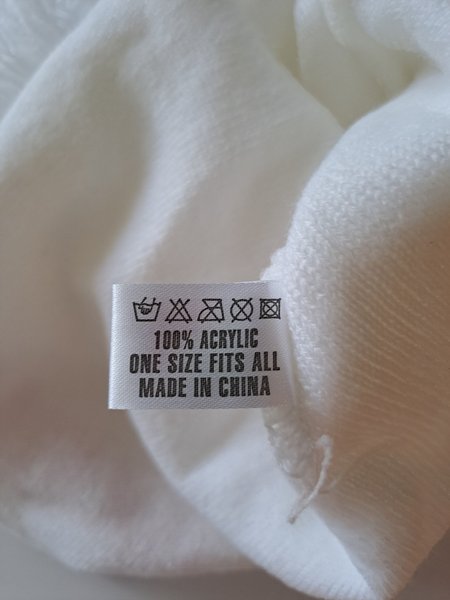 100% ACRYLIC
ONE SIZE FITS ALL
MADE IN CHINA